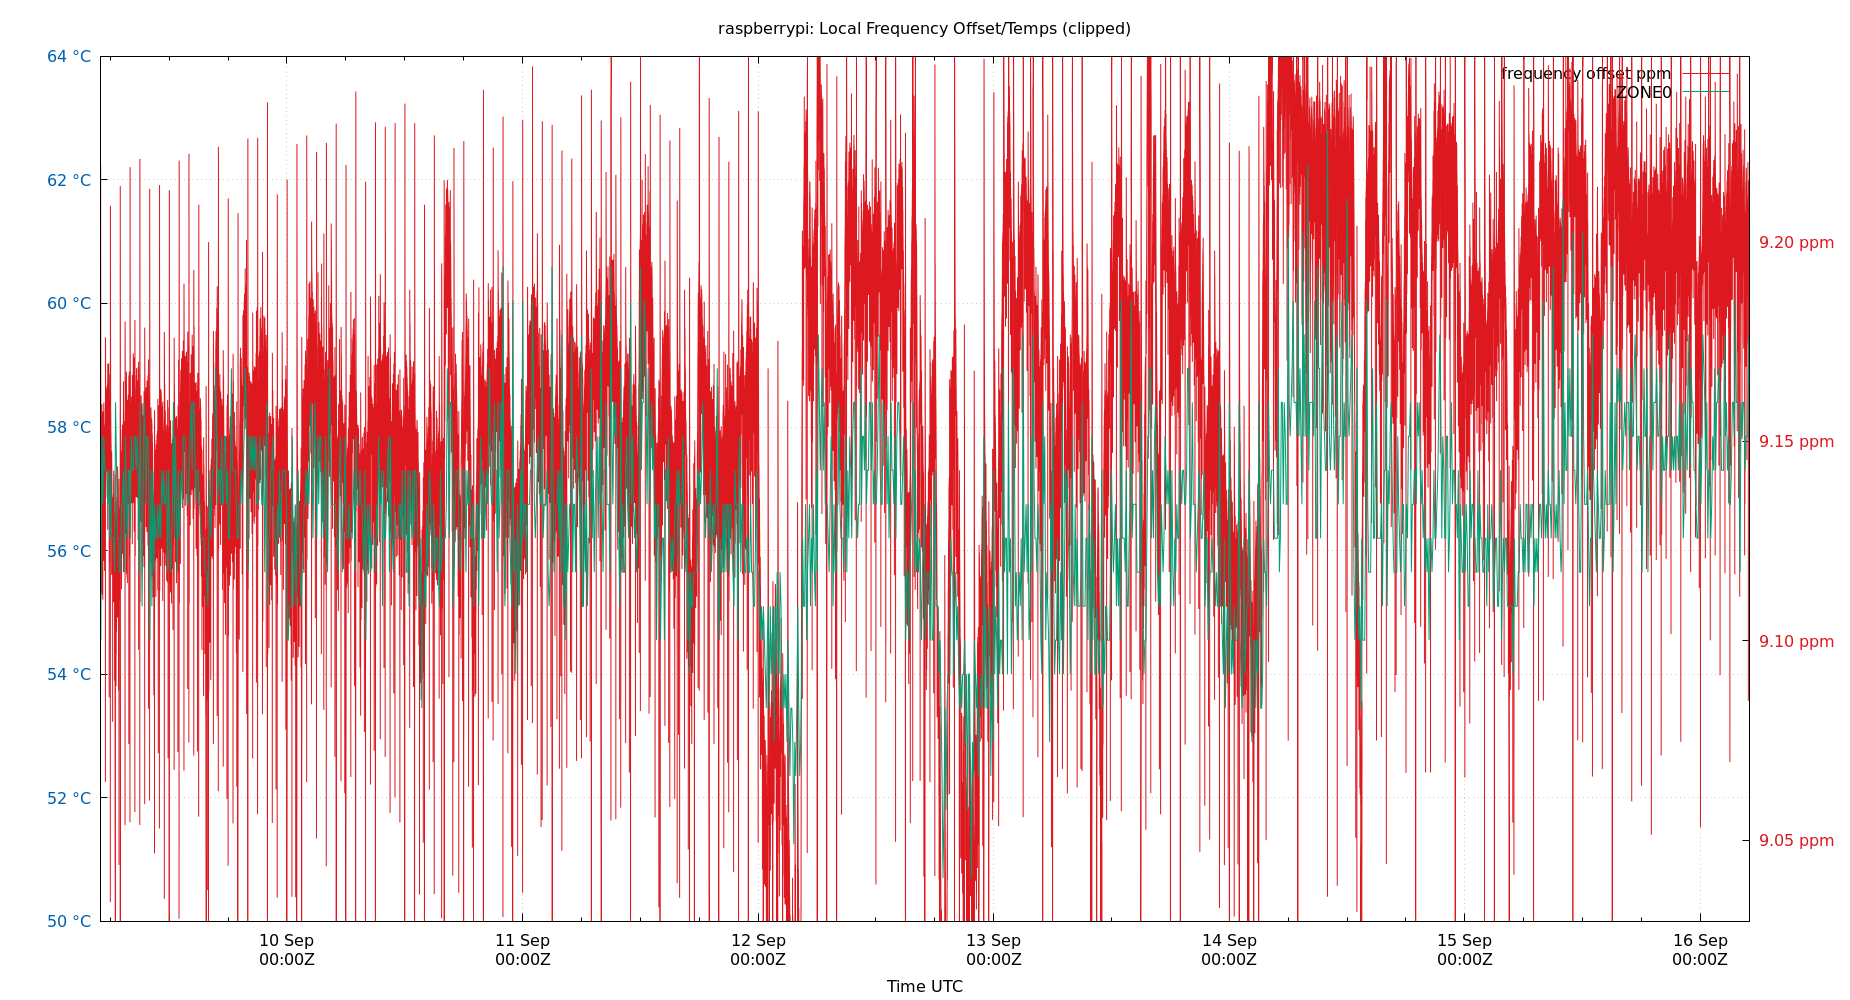 raspberrypi: Local Frequency Offset/Temps (clipped)
64 °C
62 °C
60 °C
58 °C
56 °C
54 °C
52 °C
50 °C
frequency offset ppm
ZONE0
9.20 ppm
9.15 ppm
9.10 ppm
9.05 ppm
10 Sep
00:00Z
11 Sep
00:00Z
12 Sep
00:00Z
13 Sep
00:00Z
14 Sep
00:00Z
15 Sep
00:00Z
16 Sep
00:00Z
Time UTC